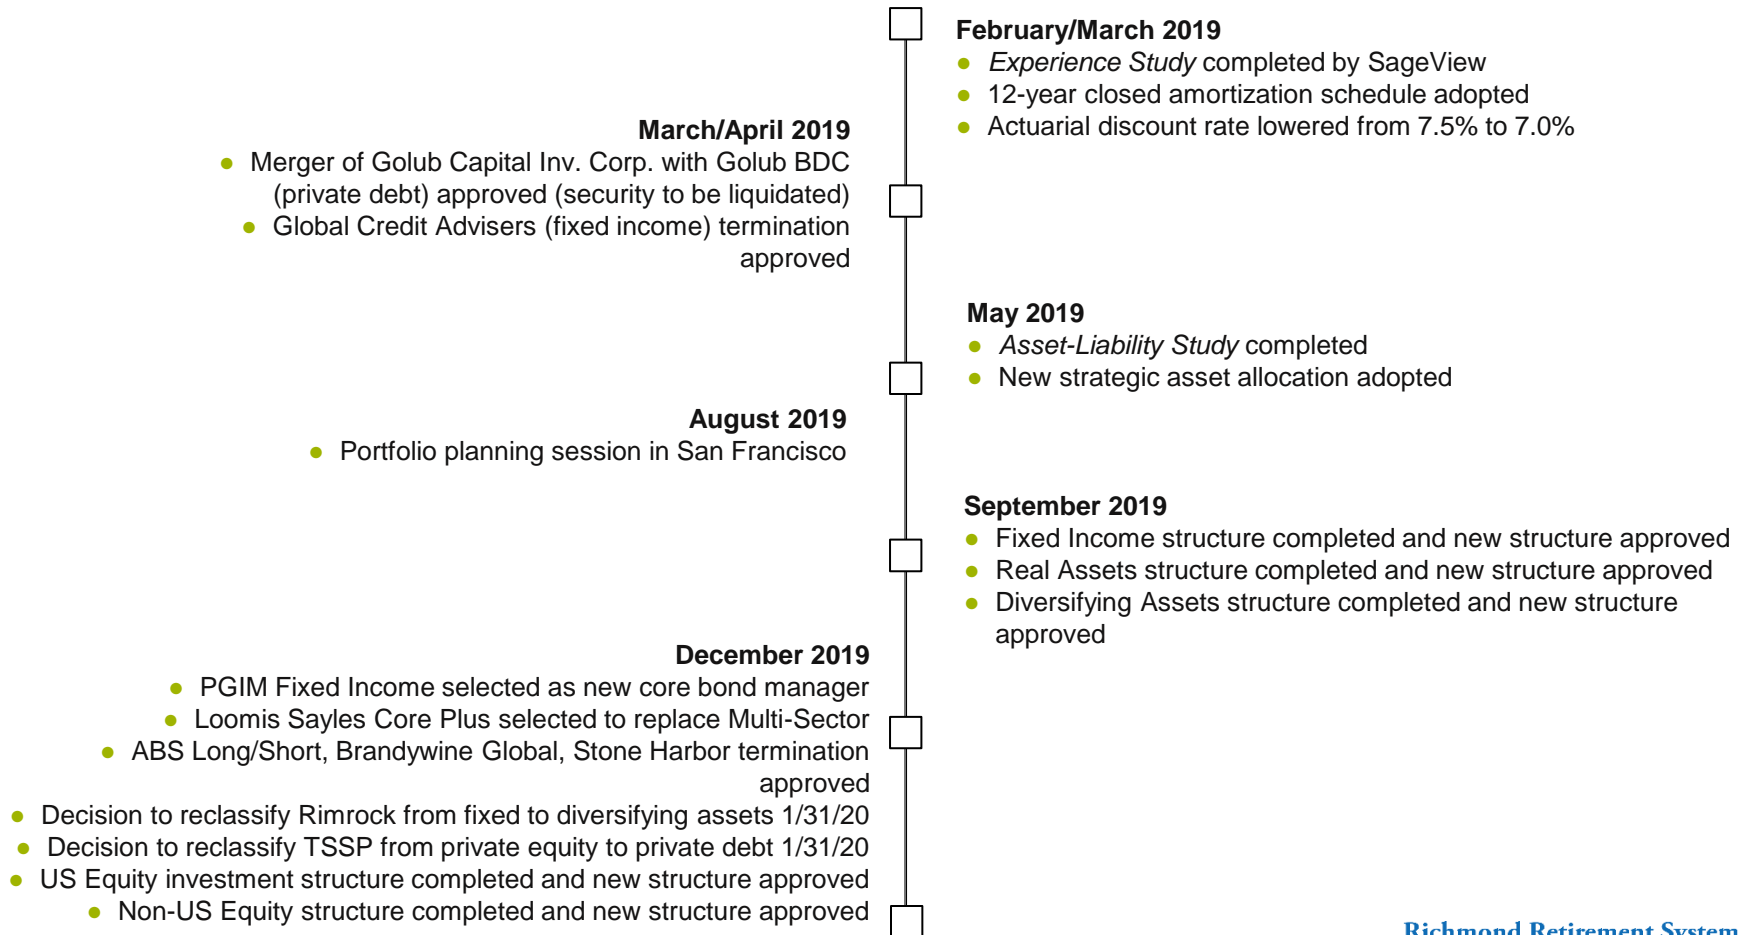 February/March 2019
● Experience Study completed by SageView
● 12-year closed amortization schedule adopted
● Actuarial discount rate lowered from 7.5% to 7.0%
March/April 2019
● Merger of Golub Capital Inv. Corp. with Golub BDC
(private debt) approved (security to be liquidated)
● Global Credit Advisers (fixed income) termination
approved
May 2019
● Asset-Liability Study completed
● New strategic asset allocation adopted
August 2019
● Portfolio planning session in San Francisco
September 2019
● Fixed Income structure completed and new structure approved
● Real Assets structure completed and new structure approved
● Diversifying Assets structure completed and new structure
approved
December 2019
● PGIM Fixed Income selected as new core bond manager
● Loomis Sayles Core Plus selected to replace Multi-Sector
● ABS Long/Short, Brandywine Global, Stone Harbor termination
approved
● Decision to reclassify Rimrock from fixed to diversifying assets 1/31/20
● Decision to reclassify TSSP from private equity to private debt 1/31/20
● US Equity investment structure completed and new structure approved
● Non-US Equity structure completed and new structure approved
Richmond Retirement System